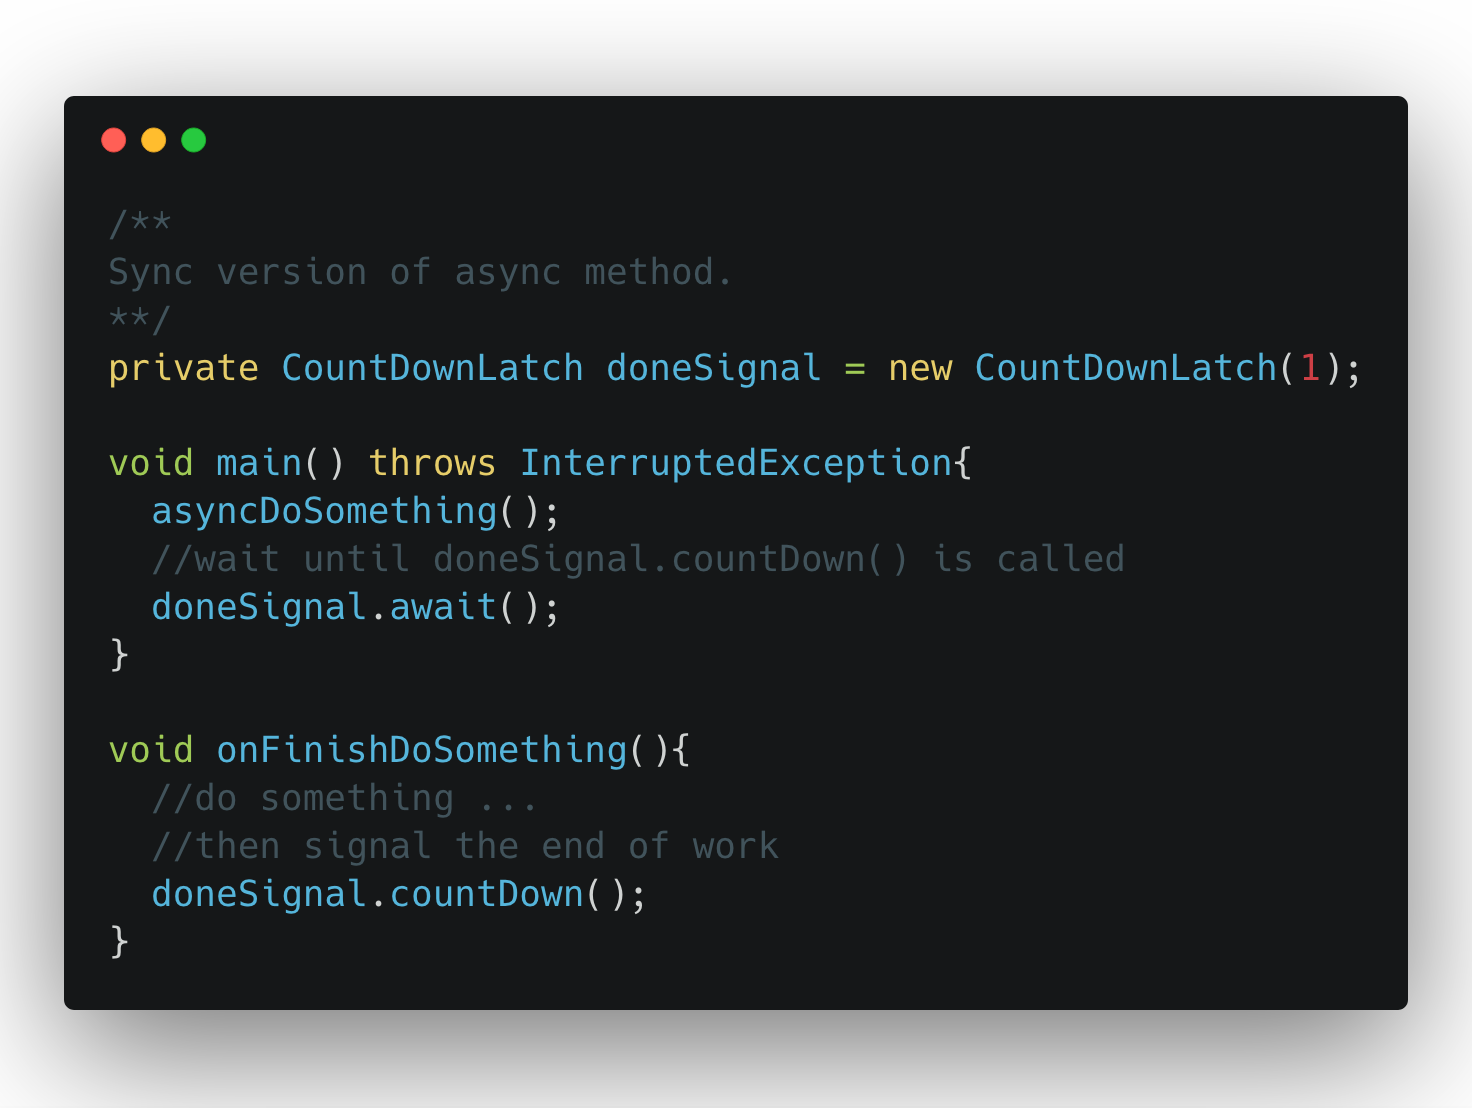 /**
Sync version of async method.
**/
private CountDownLatch doneSignal = new CountDownLatch(1);

void main() throws InterruptedException{
  asyncDoSomething();
  //wait until doneSignal.countDown() is called
  doneSignal.await();
}

void onFinishDoSomething(){
  //do something ...
  //then signal the end of work
  doneSignal.countDown();
}